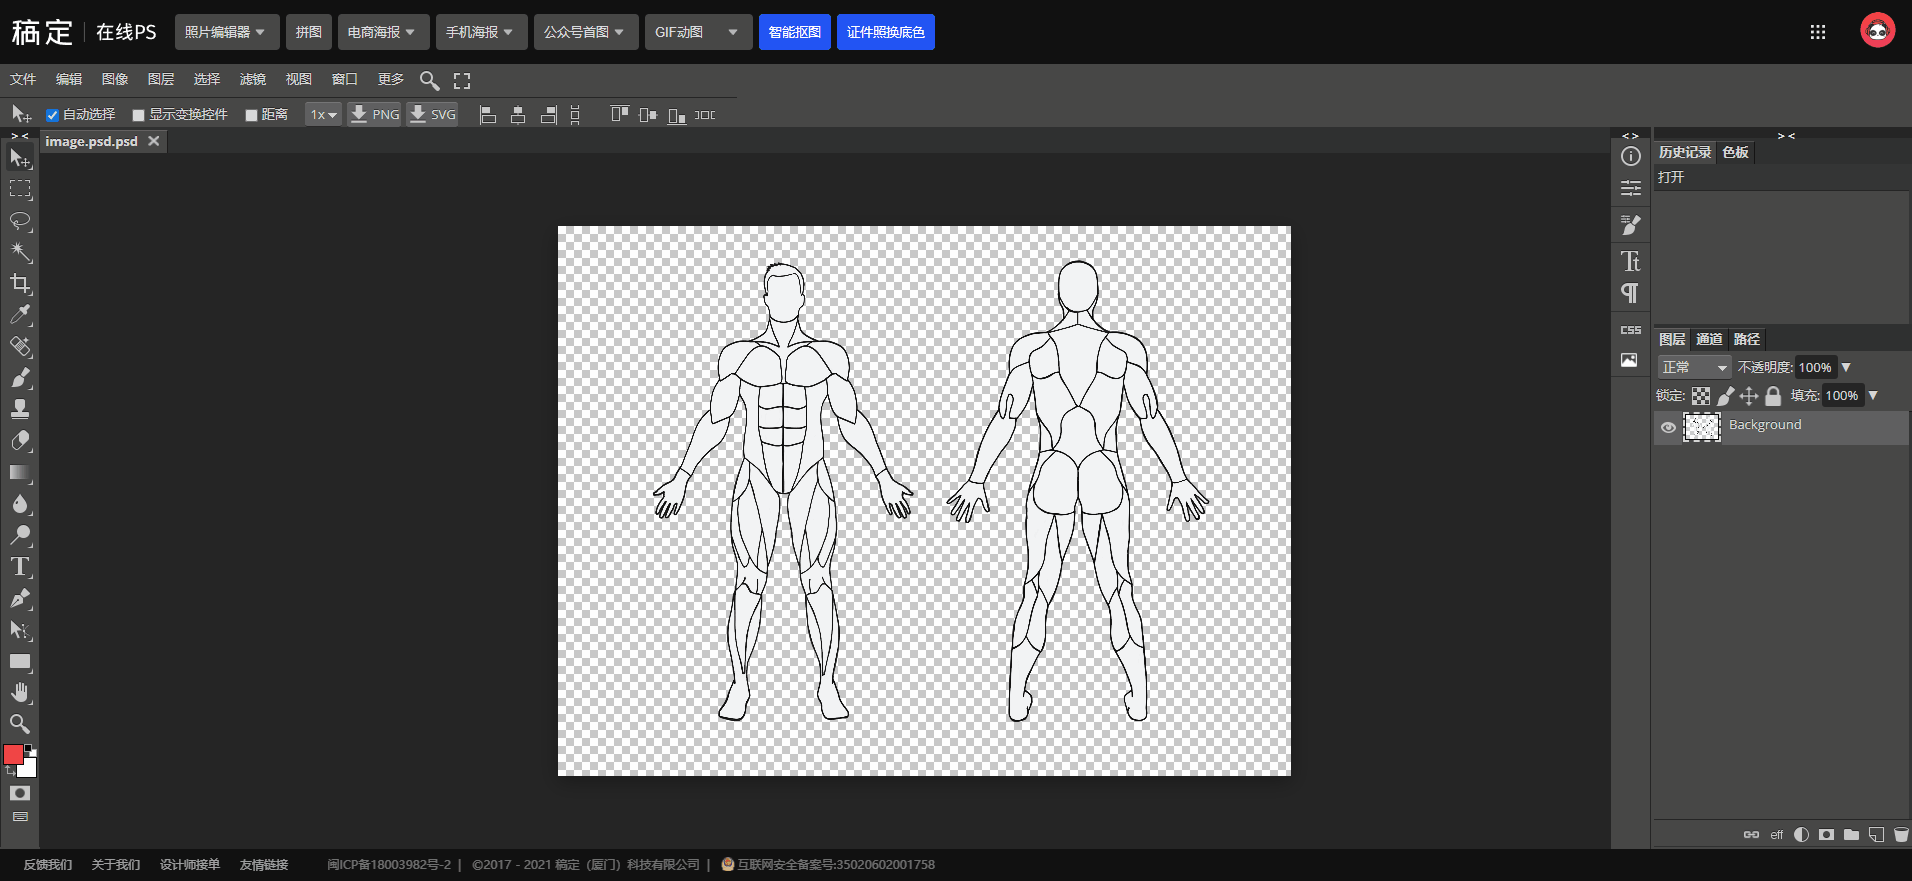 稿定 在线PS 照片编辑器 拼图 电商海报 手机海报 公众号首图 GIF动图 智能抠图 证件照换底色
文件 编辑 图像 图层 选择 滤镜 视图 窗口 更多
自动选择 显示变换控件 距离 1x PNG SVG
> < < > > <
image.psd.psd
历史记录 色板
打开
CSS
图层 通道 路径
正常 不透明度: 100%
锁定: 填充: 100%
Background
eff
反馈我们 关于我们 设计师接单 友情链接 闽ICP备18003982号-2 | ©2017 - 2021 稿定（厦门）科技有限公司 | 互联网安全备案号:35020602001758